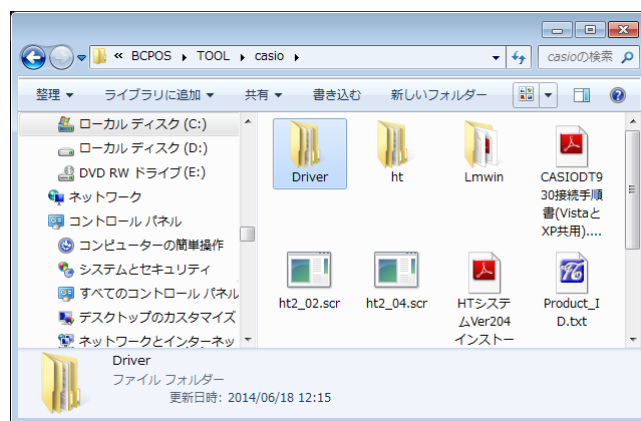 « BCPOS ▸ TOOL ▸ casio ▸
casioの検索
整理 ▼ ライブラリに追加 ▼ 共有 ▼ 書き込む 新しいフォルダー
ローカル ディスク (C:)
ローカル ディスク (D:)
DVD RW ドライブ (E:)
ネットワーク
コントロール パネル
コンピューターの簡単操作
システムとセキュリティ
すべてのコントロール パネル
デスクトップのカスタマイズ
ネットワークとインターネッ
Driver
ht
Lmwin
CASIODT9
30接続手順
書(Vistaと
XP共用)....
ht2_02.scr
ht2_04.scr
HTシステ
ムVer204
インストー
Product_I
D.txt
Driver
ファイル フォルダー
更新日時: 2014/06/18 12:15